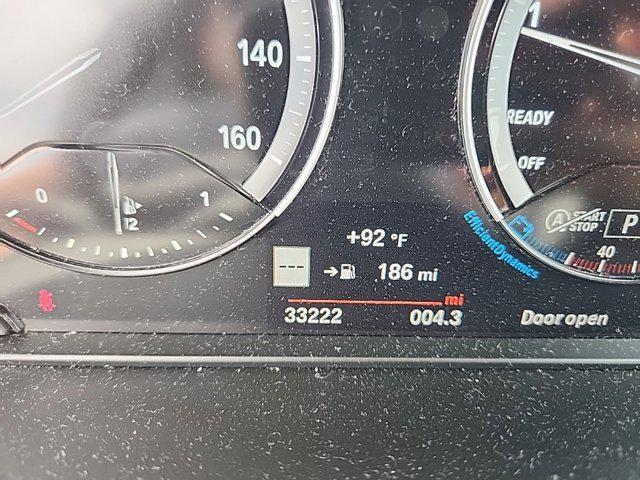 140
160
0
1/2
1
+92 °F
--- → 186 mi
mi
33222
004.3
1
READY
OFF
EfficientDynamics
A START STOP
P
40
Door open